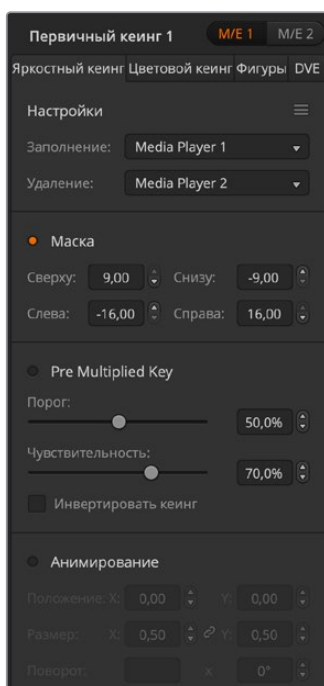 Первичный кеинг 1 M/E 1 M/E 2
Яркостный кеинг Цветовой кеинг Фигуры DVE
Настройки
Заполнение: Media Player 1
Удаление: Media Player 2
Маска
Сверху: 9,00 Снизу: -9,00
Слева: -16,00 Справа: 16,00
Pre Multiplied Key
Порог:
50,0%
Чувствительность:
70,0%
Инвертировать кеинг
Анимирование
Положение: X: 0,00 Y: 0,00
Размер: X: 0,50 Y: 0,50
Поворот: x 0°